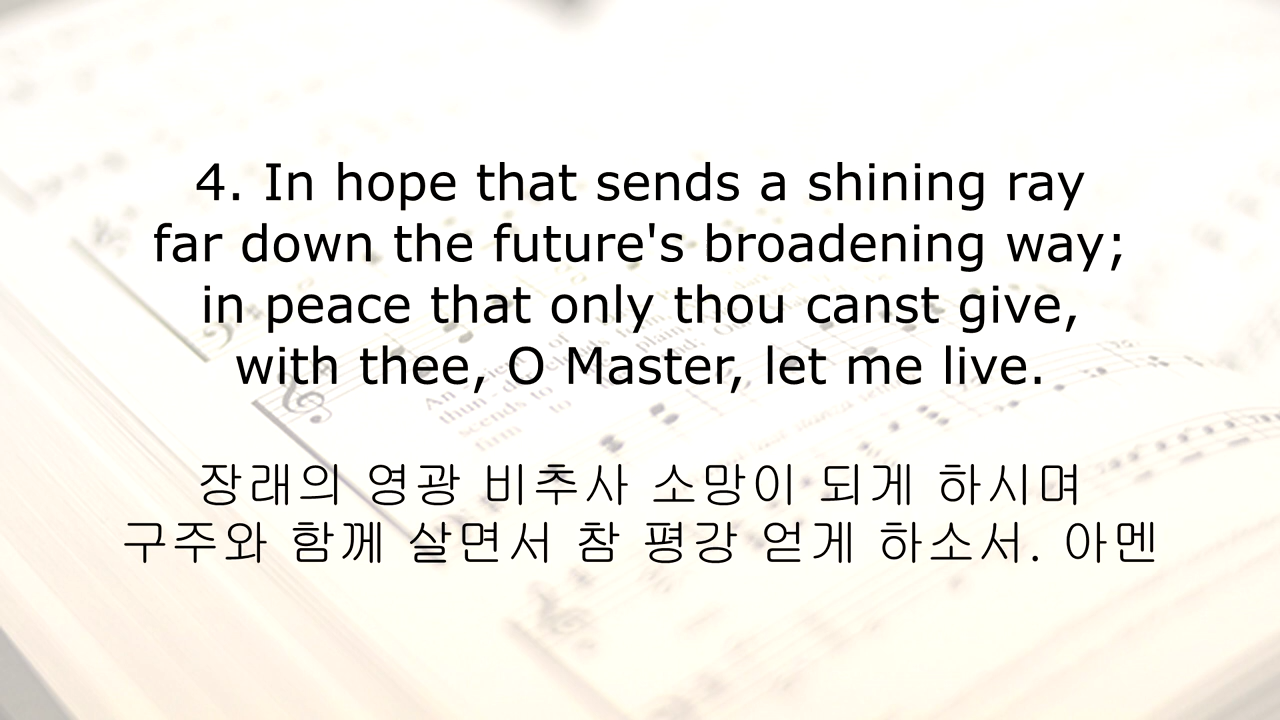 4. In hope that sends a shining ray
far down the future's broadening way;
in peace that only thou canst give,
with thee, O Master, let me live.
장래의 영광 비추사 소망이 되게 하시며
구주와 함께 살면서 참 평강 얻게 하소서. 아멘